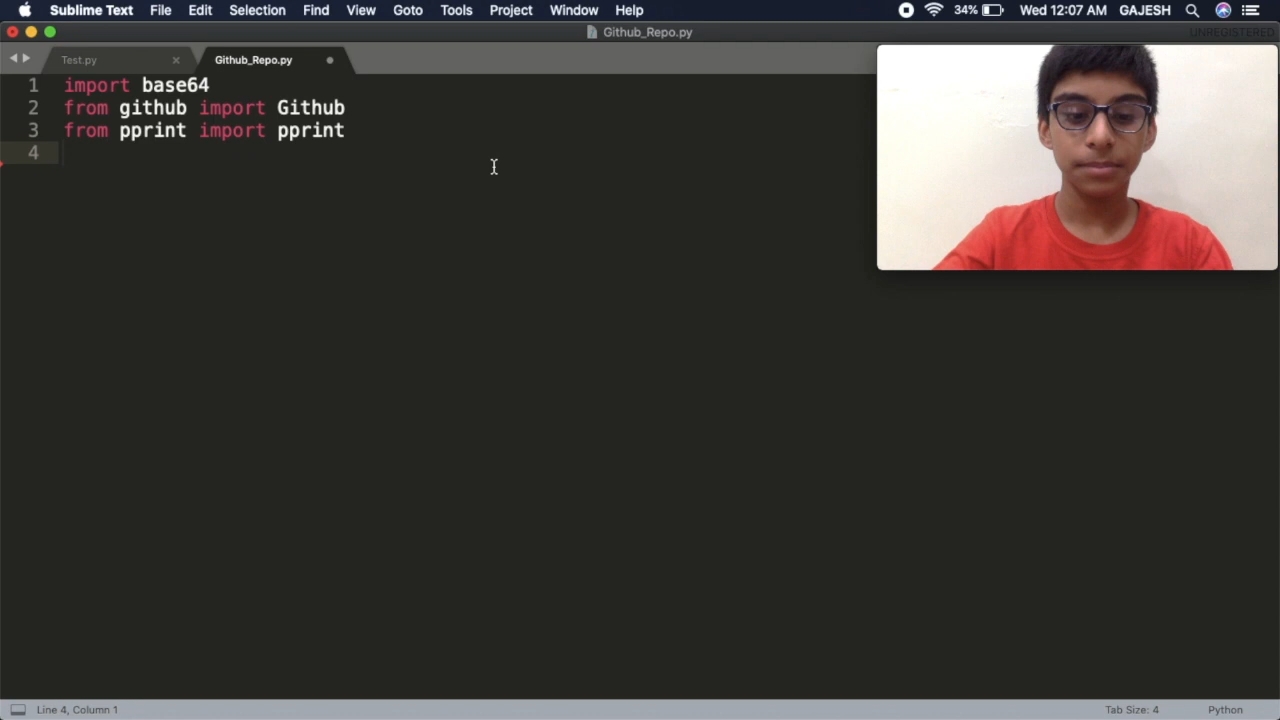 Sublime Text File Edit Selection Find View Goto Tools Project Window Help 34% Wed 12:07 AM GAJESH
Github_Repo.py UNREGISTERED
Test.py Github_Repo.py
1 import base64
2 from github import Github
3 from pprint import pprint
4
Line 4, Column 1 Tab Size: 4 Python